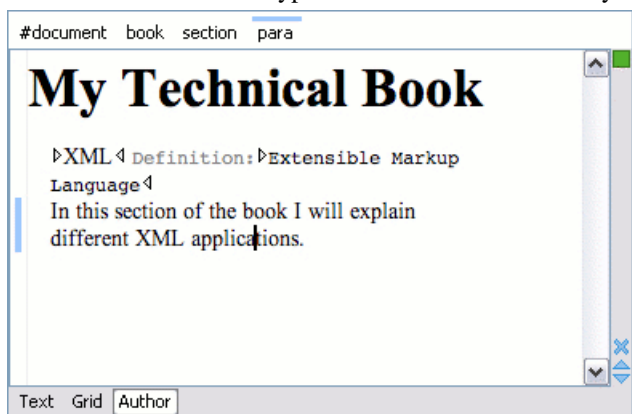 #document book section para
My Technical Book
XML Definition: Extensible Markup
Language
In this section of the book I will explain
different XML applications.
Text Grid Author